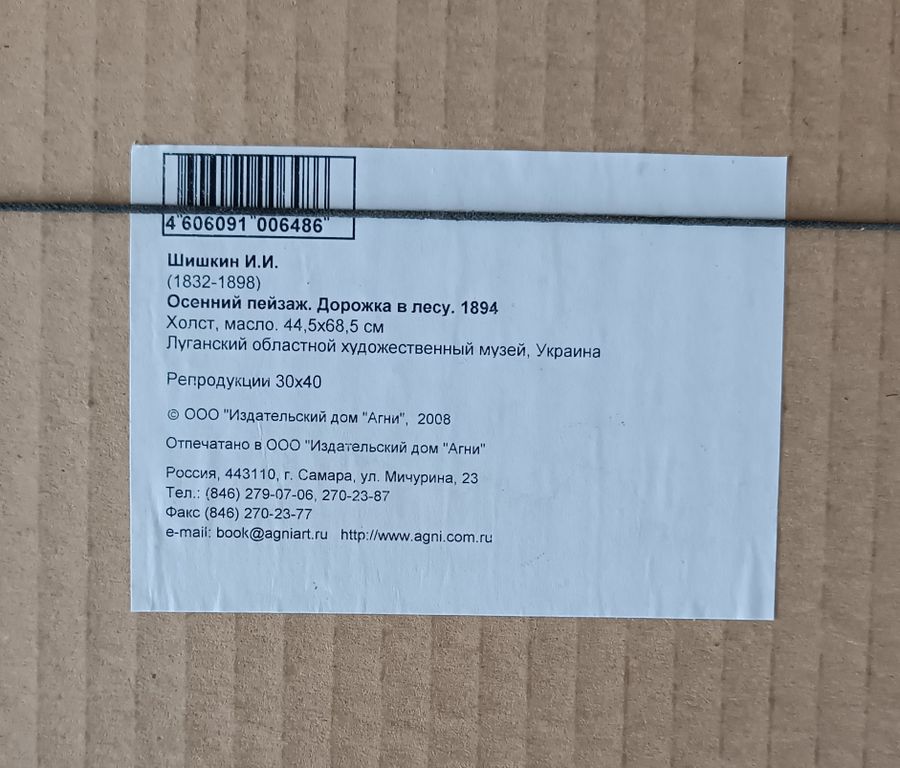 4 606091 006486
Шишкин И.И.
(1832-1898)
Осенний пейзаж. Дорожка в лесу. 1894
Холст, масло. 44,5х68,5 см
Луганский областной художественный музей, Украина
Репродукции 30х40
© ООО "Издательский дом "Агни", 2008
Отпечатано в ООО "Издательский дом "Агни"
Россия, 443110, г. Самара, ул. Мичурина, 23
Тел.: (846) 279-07-06, 270-23-87
Факс (846) 270-23-77
e-mail: book@agniart.ru http://www.agni.com.ru